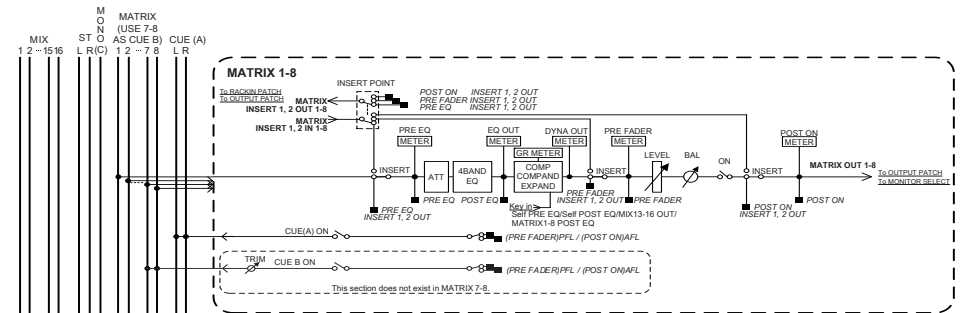 MONO
MATRIX
(USE 7-8
AS CUE B)
MIX
ST
CUE (A)
1 2 ··· 1516
L R (C)
1 2 ··· 7 8
L R
MATRIX 1-8
INSERT POINT
To RACKIN PATCH
To OUTPUT PATCH
MATRIX
INSERT 1, 2 OUT 1-8
POST ON INSERT 1, 2 OUT
PRE FADER INSERT 1, 2 OUT
PRE EQ INSERT 1, 2 OUT
MATRIX
INSERT 1, 2 IN 1-8
PRE EQ
METER
EQ OUT
METER
DYNA OUT
METER
PRE FADER
METER
POST ON
METER
GR METER
LEVEL
BAL
ON
INSERT
ATT
4BAND
EQ
COMP
COMPAND
EXPAND
INSERT
INSERT
MATRIX OUT 1-8
To OUTPUT PATCH
To MONITOR SELECT
PRE EQ
POST EQ
PRE FADER
INSERT 1, 2 OUT
PRE FADER
POST ON
PRE EQ
INSERT 1, 2 OUT
POST ON
INSERT 1, 2 OUT
Key in
Self PRE EQ/Self POST EQ/MIX13-16 OUT/
MATRIX1-8 POST EQ
CUE(A) ON
(PRE FADER)PFL / (POST ON)AFL
TRIM
CUE B ON
(PRE FADER)PFL / (POST ON)AFL
This section does not exist in MATRIX 7-8.